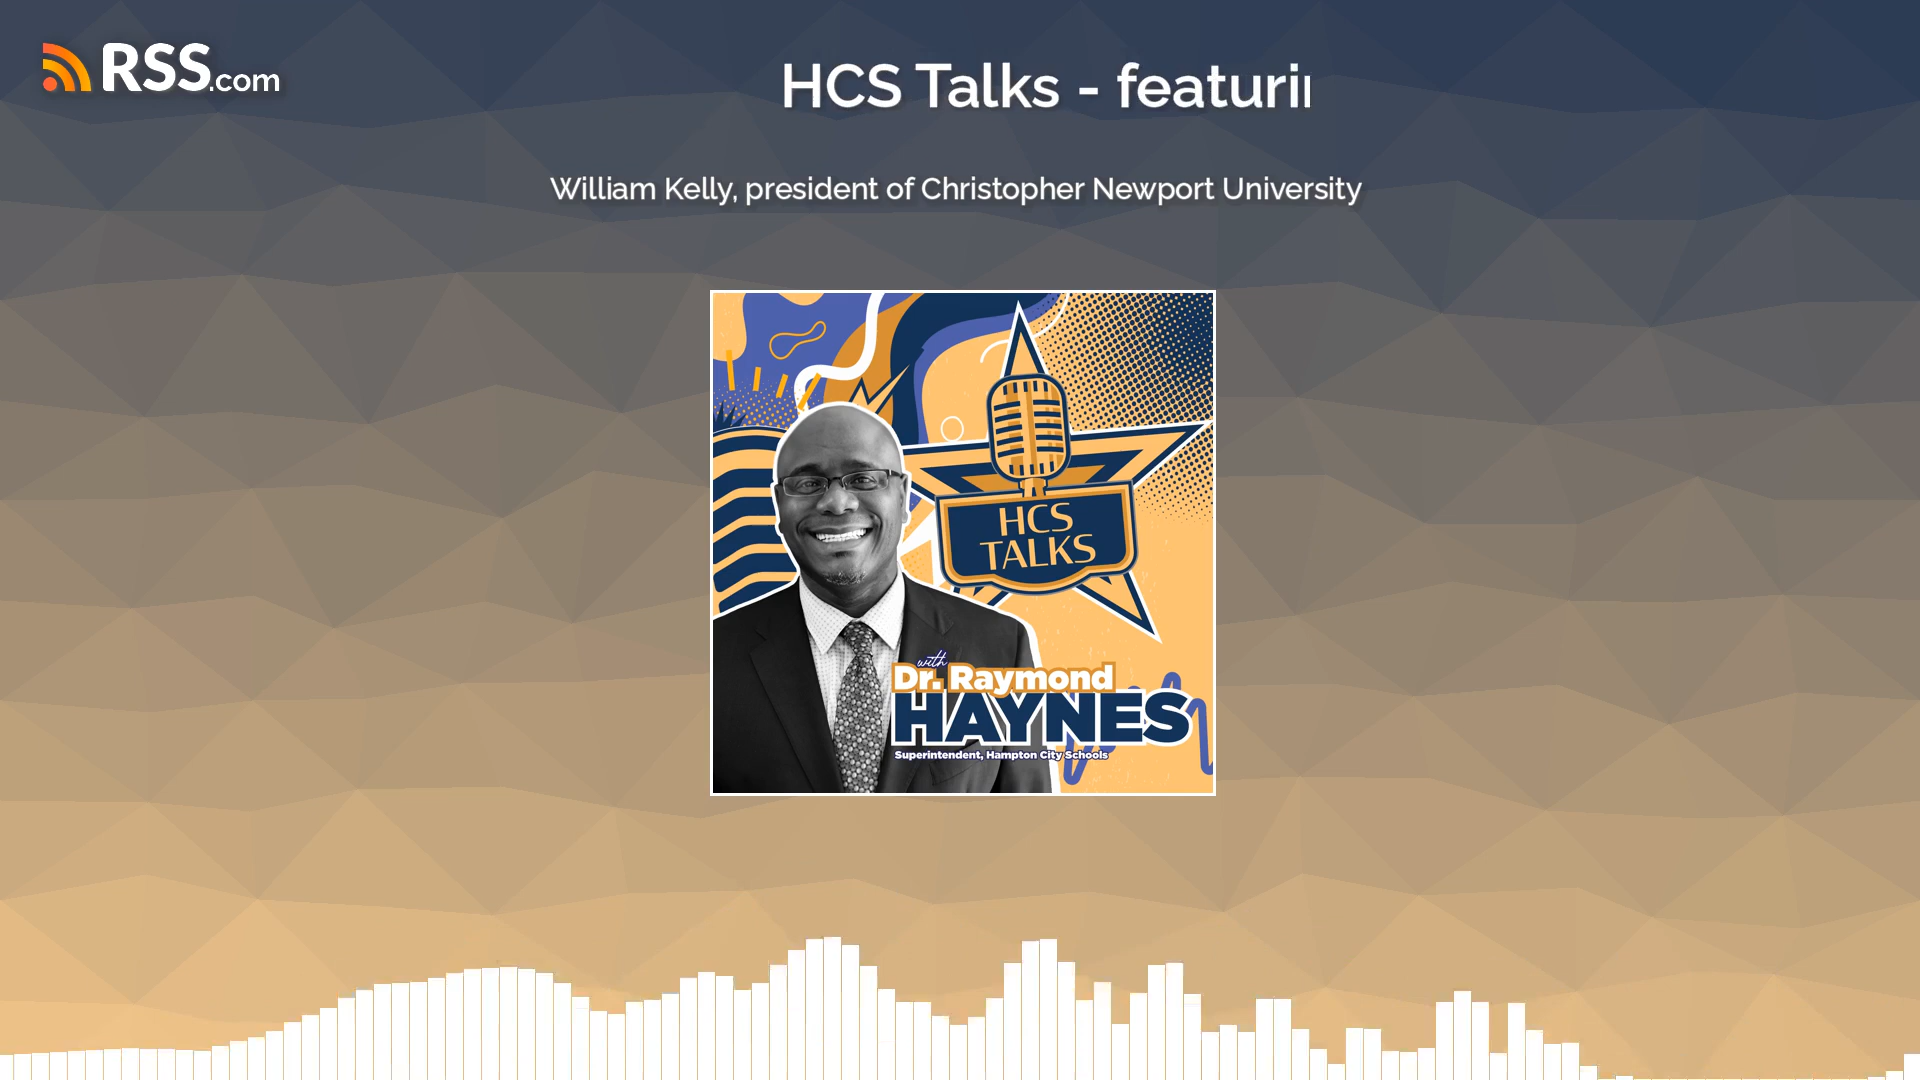 RSS.com
HCS Talks - featuri
William Kelly, president of Christopher Newport University
HCS
TALKS
with
Dr. Raymond
HAYNES
Superintendent, Hampton City Schools